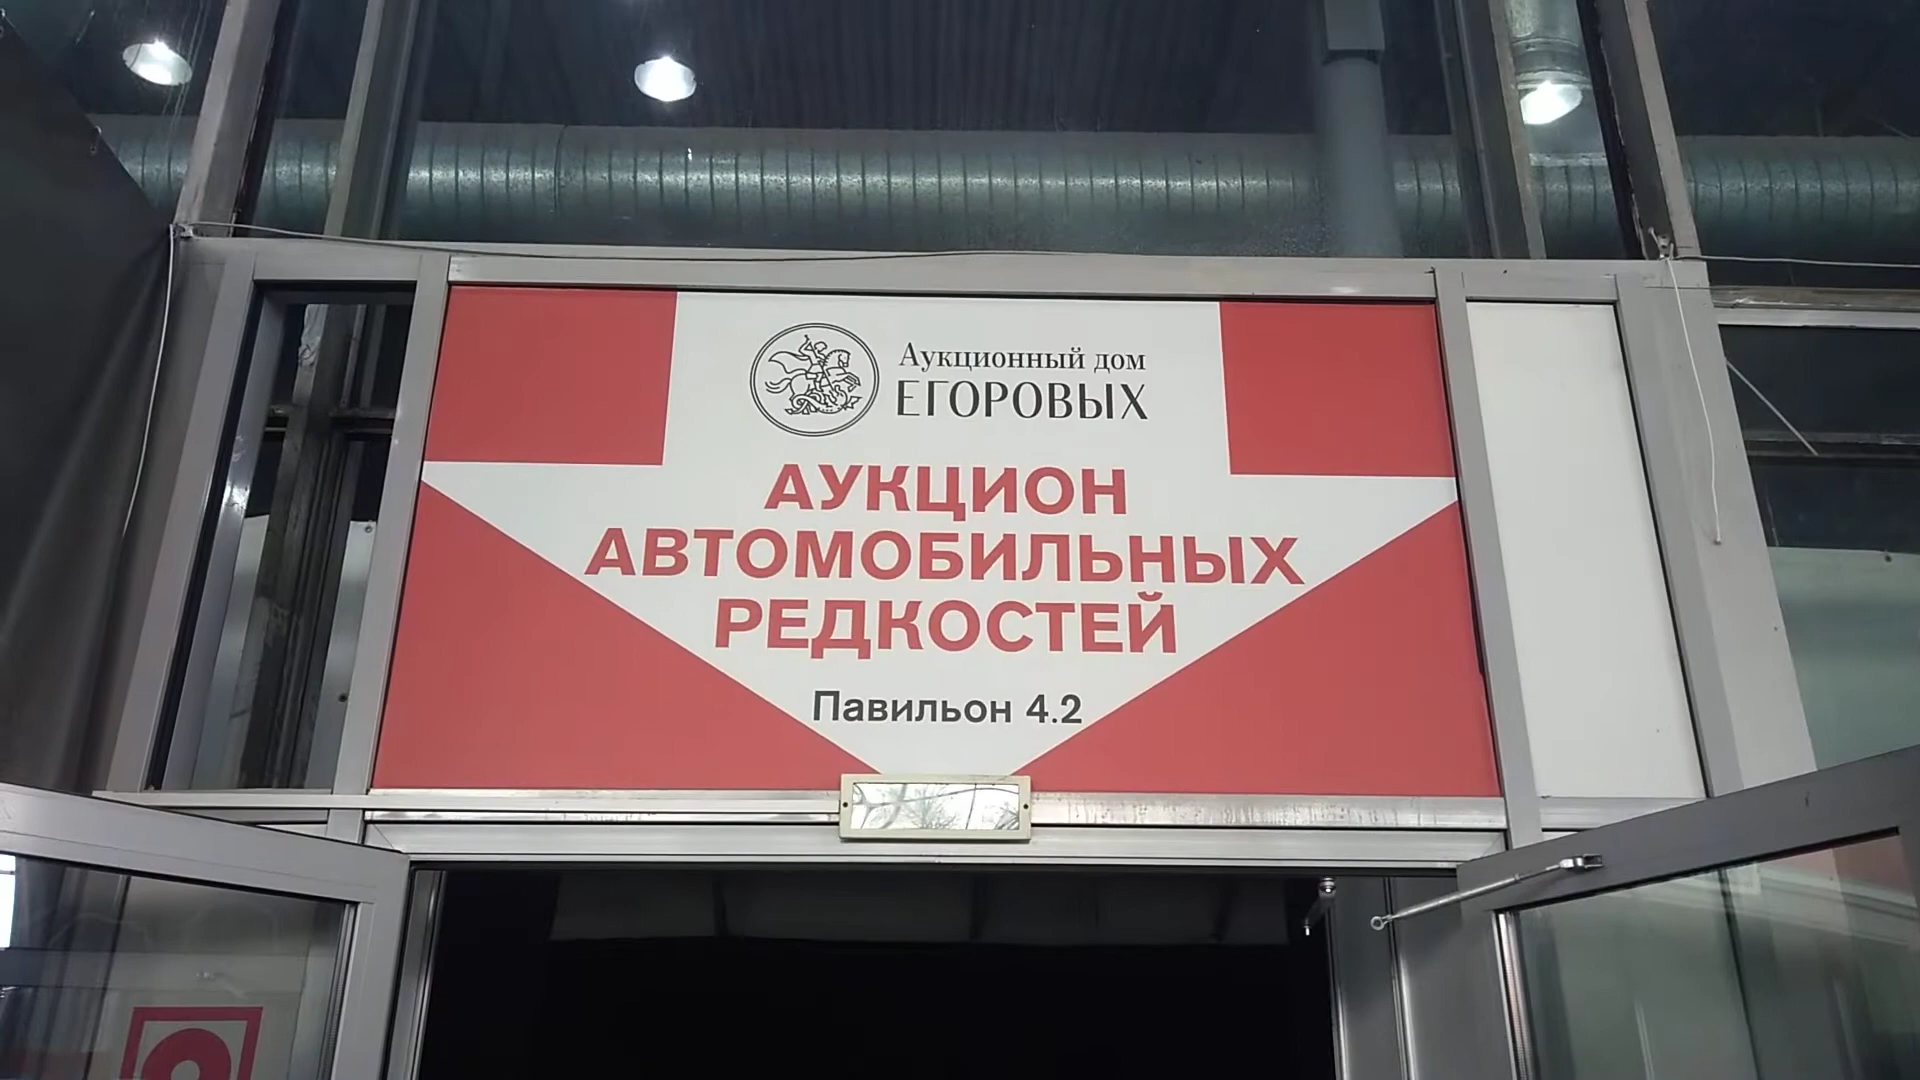 Аукционный дом
ЕГОРОВЫХ
АУКЦИОН
АВТОМОБИЛЬНЫХ
РЕДКОСТЕЙ
Павильон 4.2